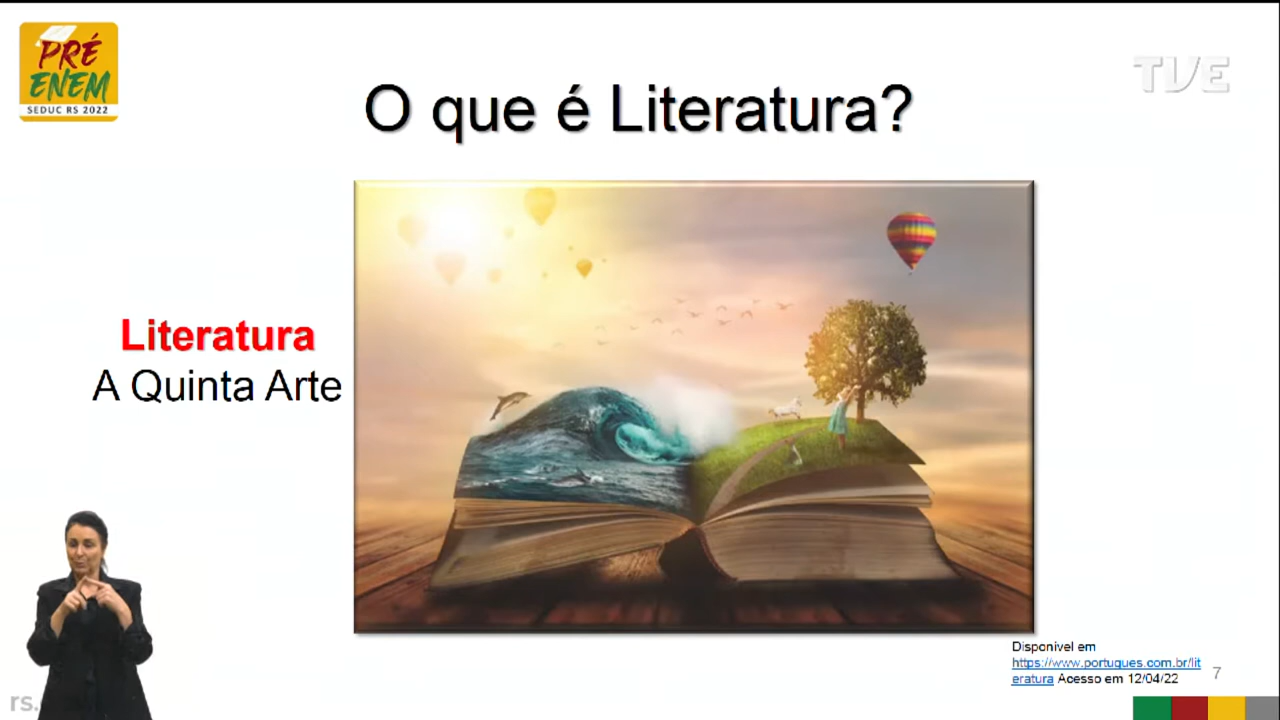 PRÉ
ENEM
SEDUC RS 2022
TVE
O que é Literatura?
Literatura
A Quinta Arte
Disponível em
https://www.portugues.com.br/lit
eratura Acesso em 12/04/22
7
rs.